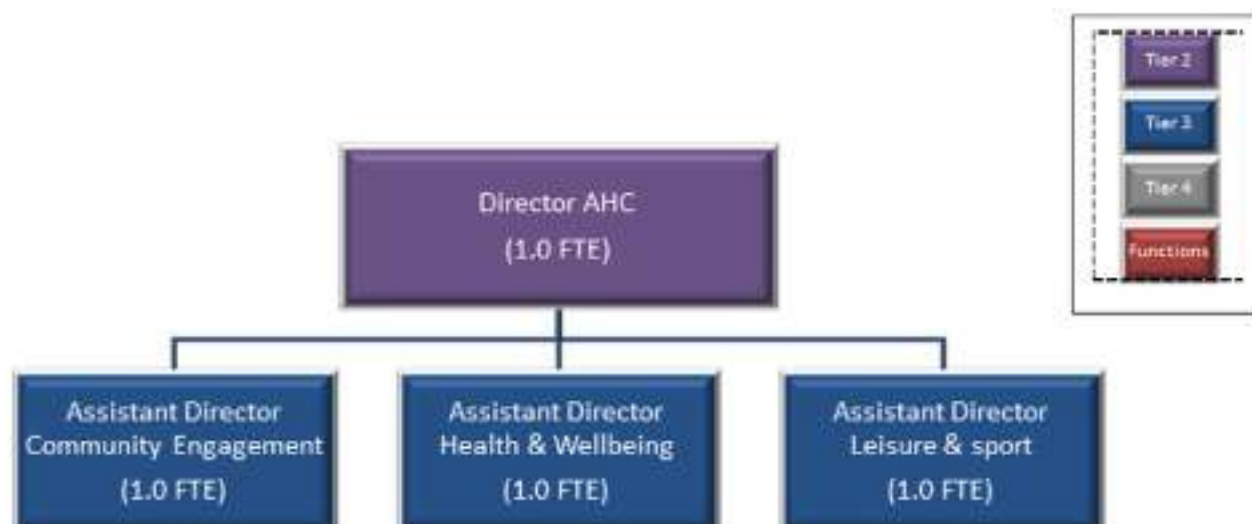 Tier 2
Tier 3
Tier 4
Functions
Director AHC
(1.0 FTE)
Assistant Director
Community Engagement
(1.0 FTE)
Assistant Director
Health & Wellbeing
(1.0 FTE)
Assistant Director
Leisure & sport
(1.0 FTE)